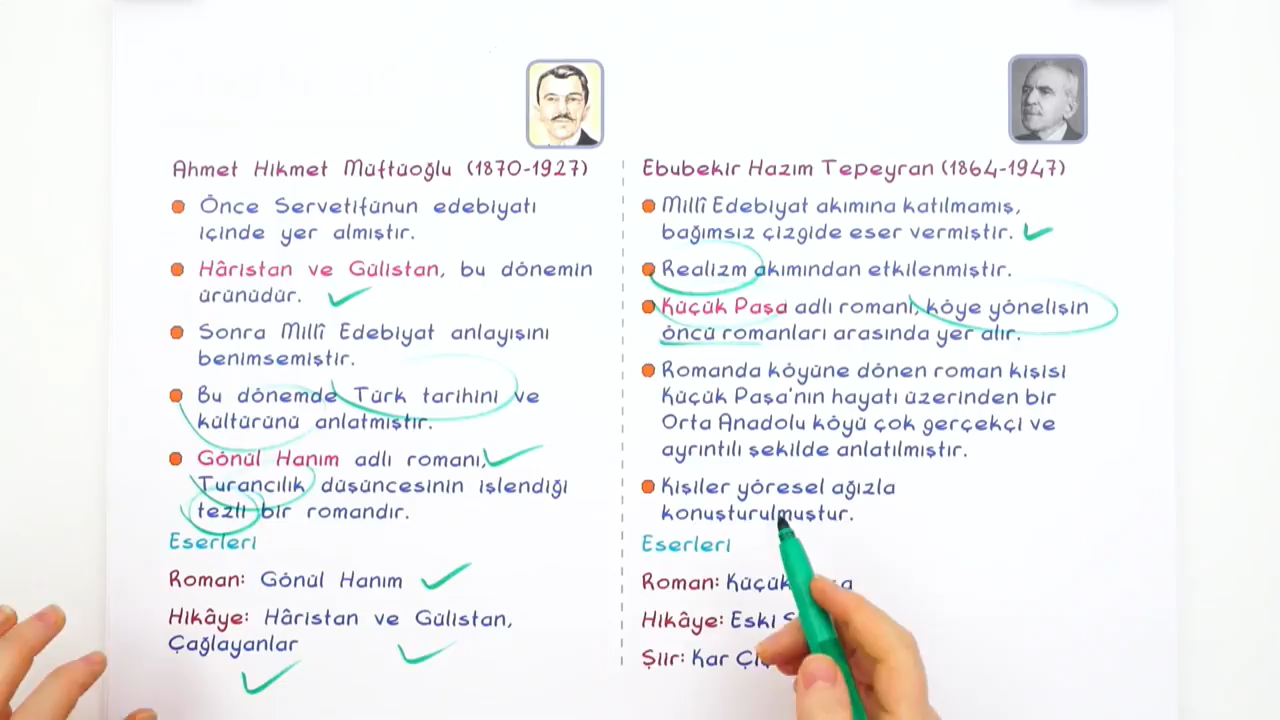 Ahmet Hikmet Müftüoğlu (1870-1927)
Önce Servetifünun edebiyatı
içinde yer almıştır.
Hâristan ve Gülistan, bu dönemin
ürünüdür.
Sonra Millî Edebiyat anlayışını
benimsemiştir.
Bu dönemde Türk tarihini ve
kültürünü anlatmıştır.
Gönül Hanım adlı romanı,
Turancılık düşüncesinin işlendiği
tezli bir romandır.
Eserleri
Roman: Gönül Hanım
Hikâye: Hâristan ve Gülistan,
Çağlayanlar
Ebubekir Hazım Tepeyran (1864-1947)
Millî Edebiyat akımına katılmamış,
bağımsız çizgide eser vermiştir.
Realizm akımından etkilenmiştir.
Küçük Paşa adlı romanı, köye yönelişin
öncü romanları arasında yer alır.
Romanda köyüne dönen roman kişisi
Küçük Paşa'nın hayatı üzerinden bir
Orta Anadolu köyü çok gerçekçi ve
ayrıntılı şekilde anlatılmıştır.
Kişiler yöresel ağızla
konuşturulmuştur.
Eserleri
Roman: Küçük
Hikâye: Eski
Şiir: Kar